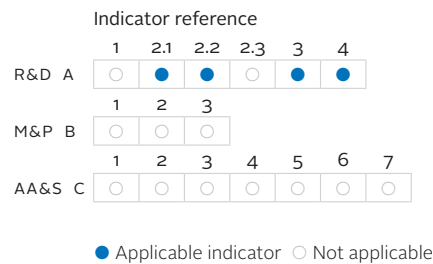 Indicator reference
1 2.1 2.2 2.3 3 4
R&D A
1 2 3
M&P B
1 2 3 4 5 6 7
AA&S C
Applicable indicator Not applicable